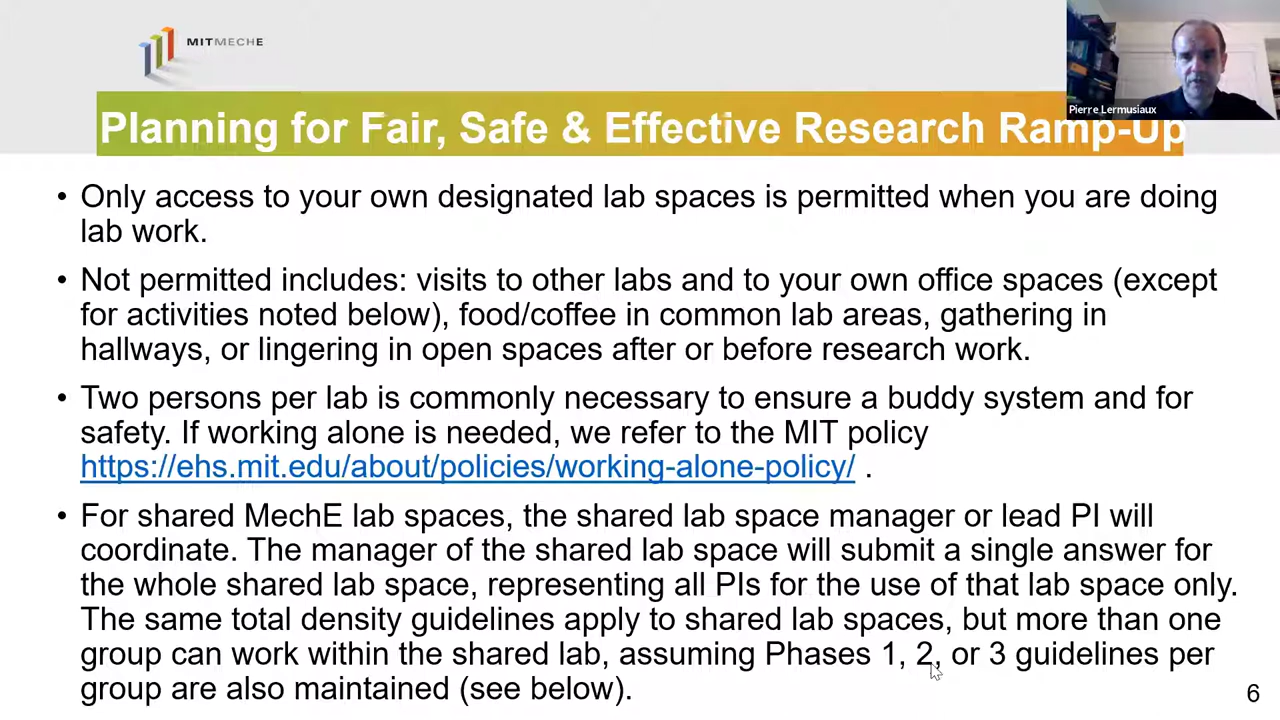 MITMECHE
Pierre Lermusiaux
Planning for Fair, Safe & Effective Research Ramp-Up
• Only access to your own designated lab spaces is permitted when you are doing
lab work.
• Not permitted includes: visits to other labs and to your own office spaces (except
for activities noted below), food/coffee in common lab areas, gathering in
hallways, or lingering in open spaces after or before research work.
• Two persons per lab is commonly necessary to ensure a buddy system and for
safety. If working alone is needed, we refer to the MIT policy
https://ehs.mit.edu/about/policies/working-alone-policy/ .
• For shared MechE lab spaces, the shared lab space manager or lead PI will
coordinate. The manager of the shared lab space will submit a single answer for
the whole shared lab space, representing all PIs for the use of that lab space only.
The same total density guidelines apply to shared lab spaces, but more than one
group can work within the shared lab, assuming Phases 1, 2, or 3 guidelines per
group are also maintained (see below).
6